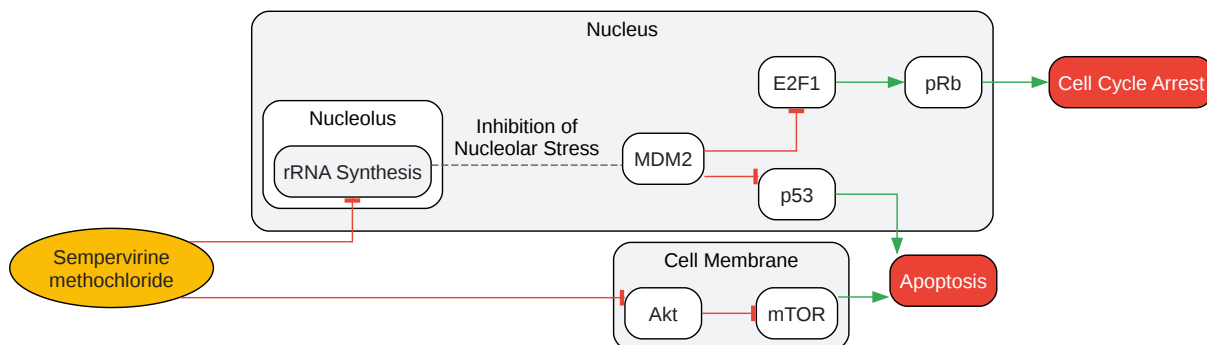 Nucleus
E2F1
pRb
Cell Cycle Arrest
Nucleolus
Inhibition of
Nucleolar Stress
rRNA Synthesis
MDM2
p53
Sempervirine
methochloride
Cell Membrane
Apoptosis
Akt
mTOR